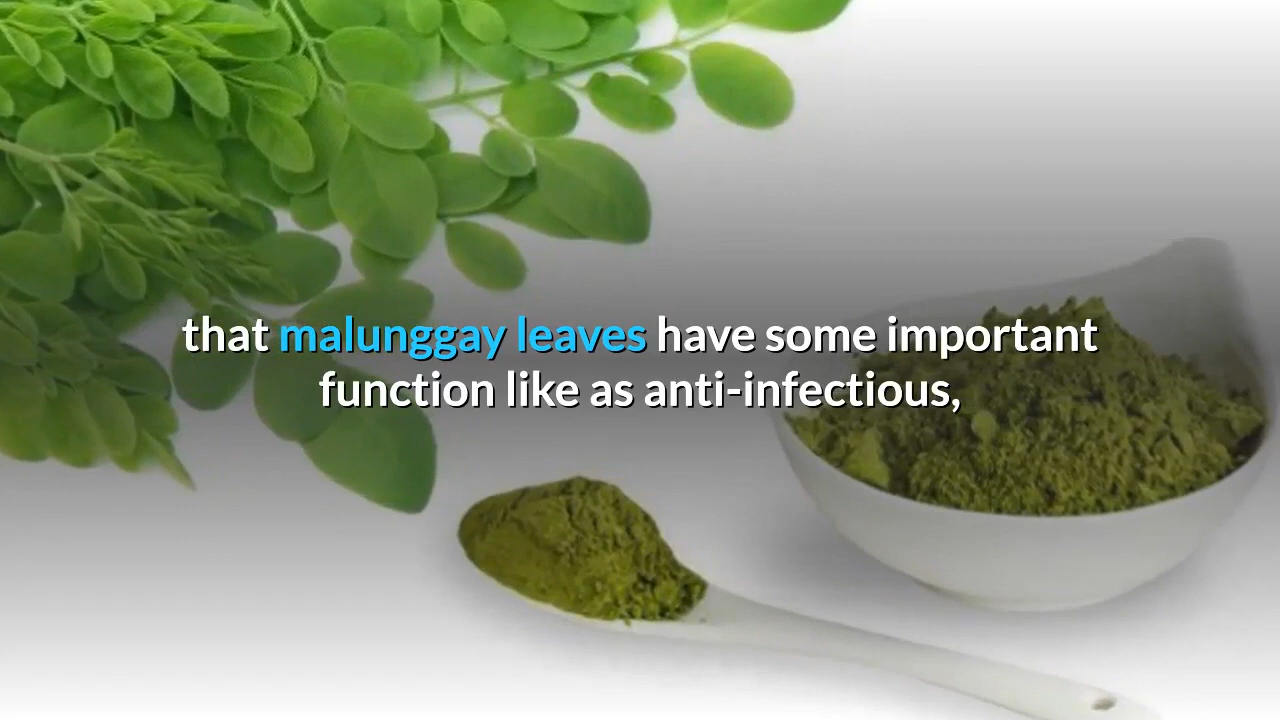 that malunggay leaves have some important
function like as anti-infectious,